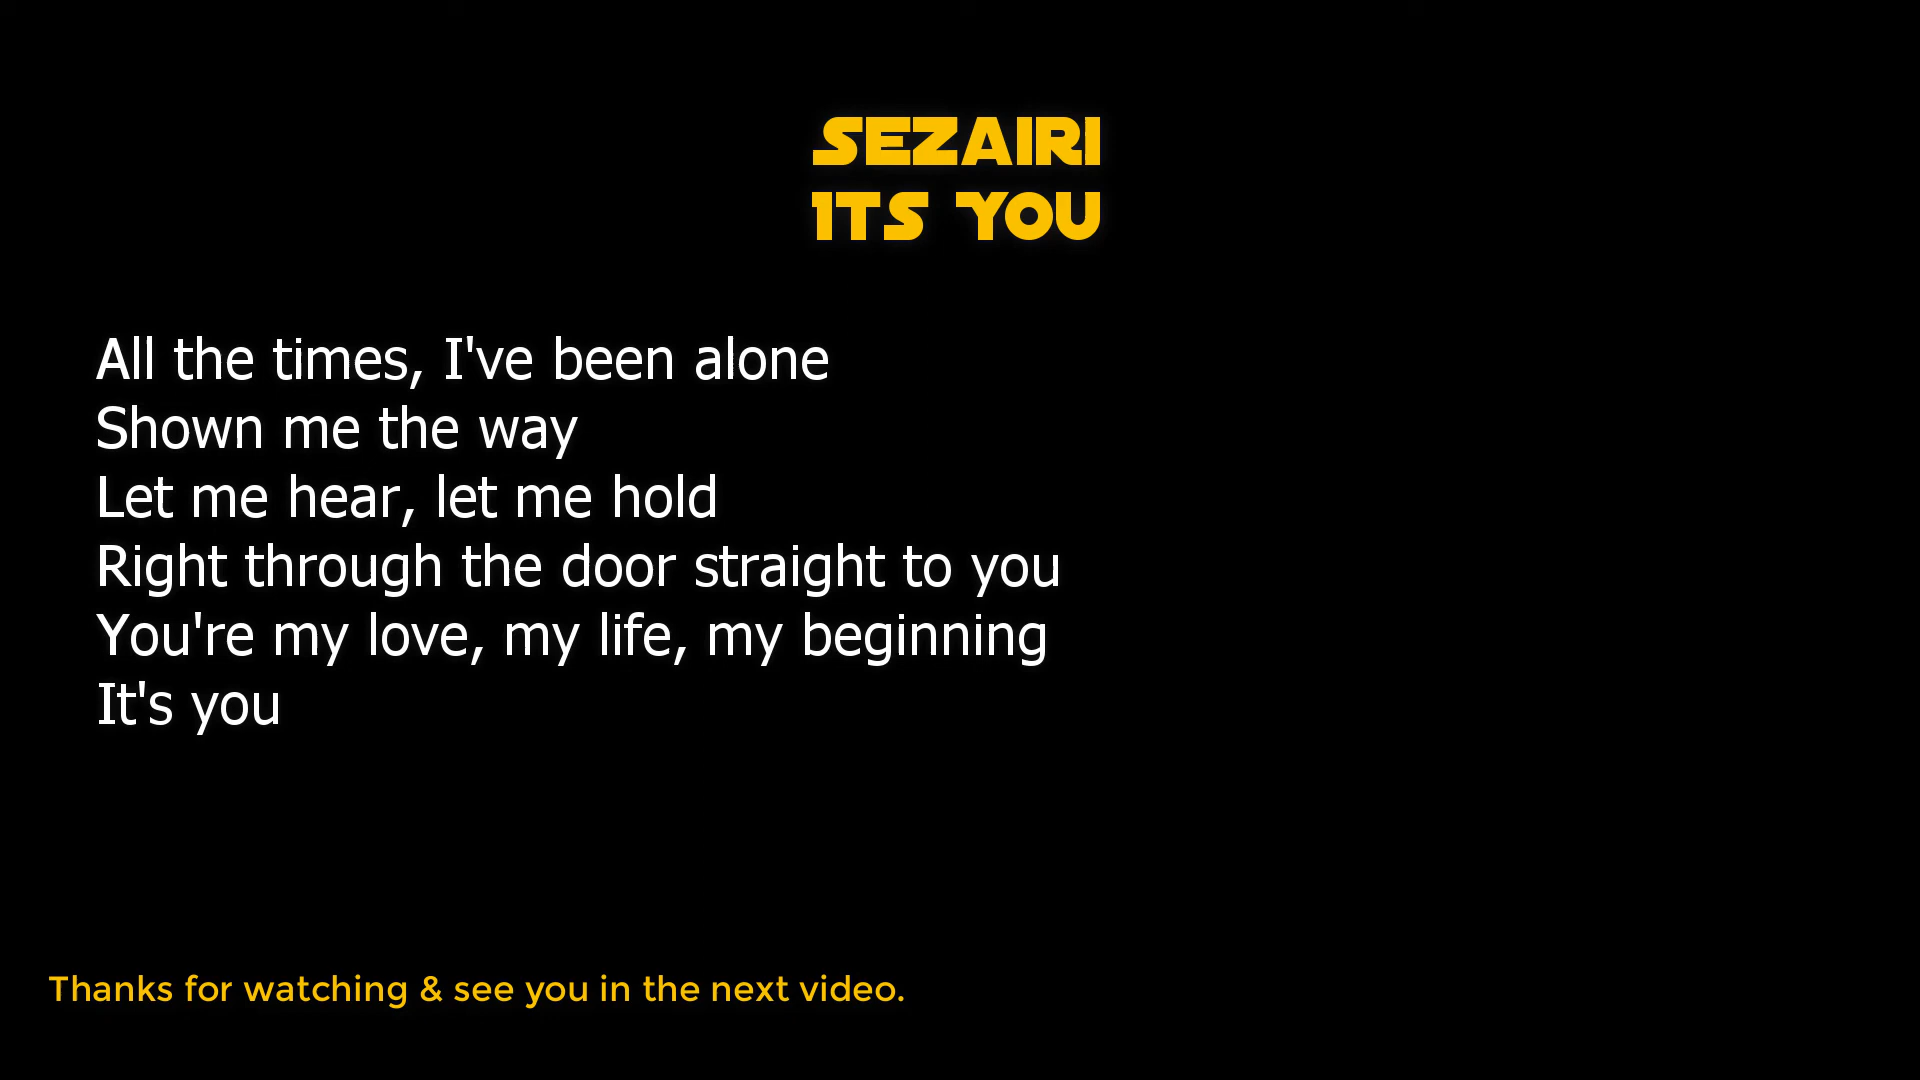 SEZAIRI
ITS YOU
All the times, I've been alone
Shown me the way
Let me hear, let me hold
Right through the door straight to you
You're my love, my life, my beginning
It's you
Thanks for watching & see you in the next video.